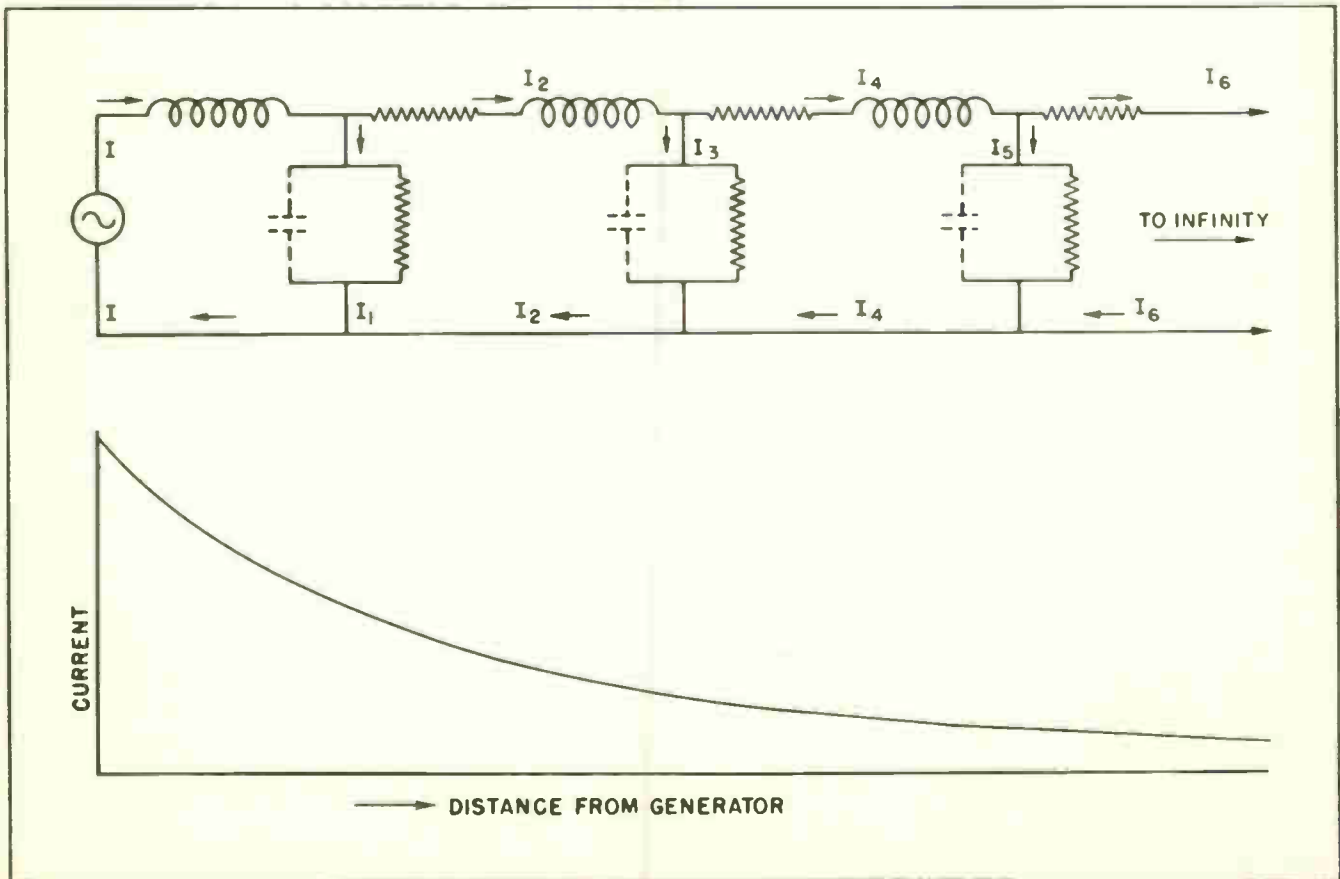 I₂
I₄
I₆
I
I₃
I₅
TO INFINITY
I
I₁
I₂
I₄
I₆
CURRENT
DISTANCE FROM GENERATOR